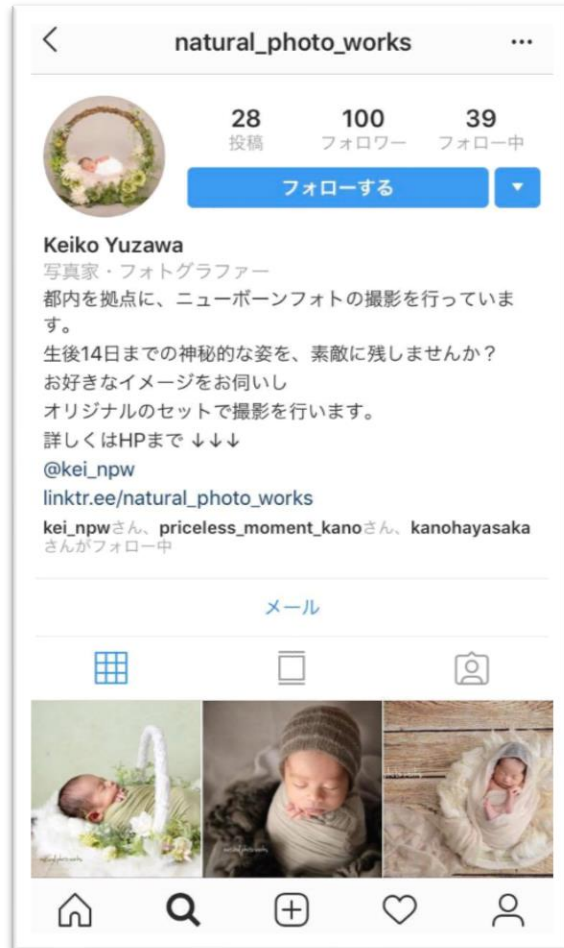 natural_photo_works
28 100 39
投稿 フォロワー フォロー中
フォローする
Keiko Yuzawa
写真家・フォトグラファー
都内を拠点に、ニューボーンフォトの撮影を行っていま
す。
生後14日までの神秘的な姿を、素敵に残しませんか？
お好きなイメージをお伺いし
オリジナルのセットで撮影を行います。
詳しくはHPまで ↓↓↓
@kei_npw
linktr.ee/natural_photo_works
kei_npwさん、priceless_moment_kanoさん、kanohayasaka
さんがフォロー中
メール
natural photo works
natural photo works